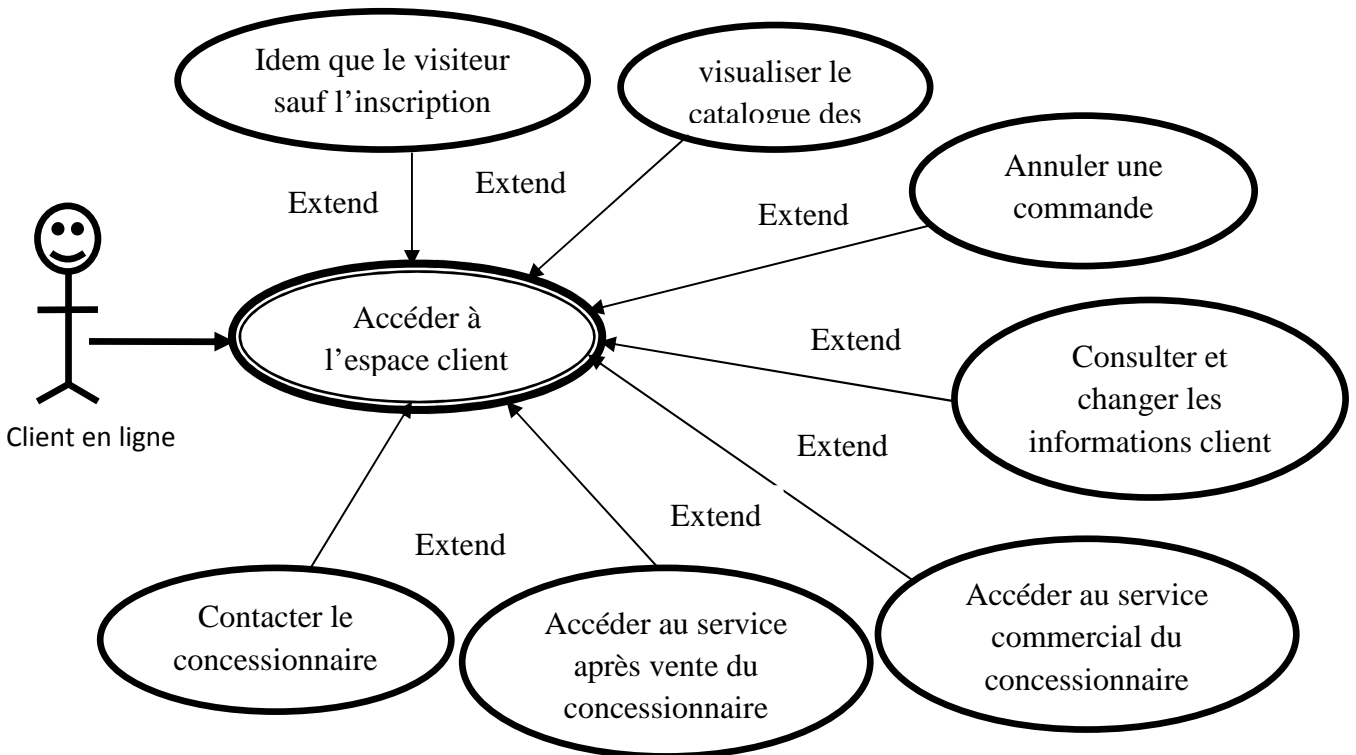 Idem que le visiteur
sauf l'inscription
visualiser le
catalogue des
Annuler une
commande
Extend
Extend
Extend
Accéder à
l'espace client
Extend
Consulter et
changer les
informations client
Client en ligne
Extend
Extend
Extend
Contacter le
concessionnaire
Accéder au service
après vente du
concessionnaire
Accéder au service
commercial du
concessionnaire